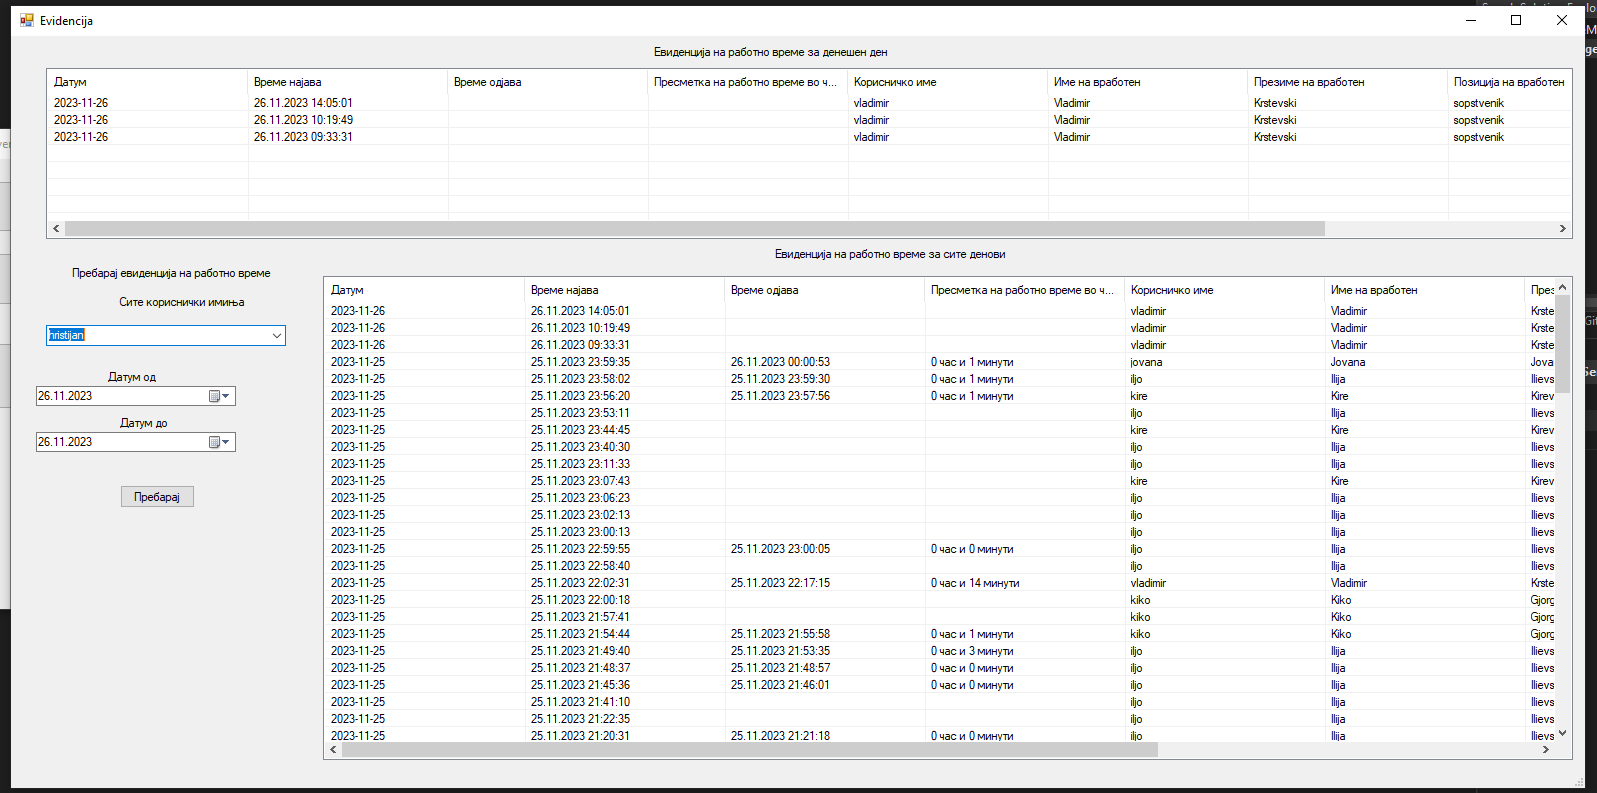 Evidencija
Евиденција на работно време за денешен ден
Датум Време најава Време одјава Пресметка на работно време во ч... Корисничко име Име на вработен Презиме на вработен Позиција на вработен
2023-11-26 26.11.2023 14:05:01 vladimir Vladimir Krstevski sopstvenik
2023-11-26 26.11.2023 10:19:49 vladimir Vladimir Krstevski sopstvenik
2023-11-26 26.11.2023 09:33:31 vladimir Vladimir Krstevski sopstvenik
Евиденција на работно време за сите денови
Пребарај евиденција на работно време
Сите кориснички имиња
hristijan
Датум од
26.11.2023
Датум до
26.11.2023
Пребарај
Датум Време најава Време одјава Пресметка на работно време во ч... Корисничко име Име на вработен През
2023-11-26 26.11.2023 14:05:01 vladimir Vladimir Krste
2023-11-26 26.11.2023 10:19:49 vladimir Vladimir Krste
2023-11-26 26.11.2023 09:33:31 vladimir Vladimir Krste
2023-11-25 25.11.2023 23:59:35 26.11.2023 00:00:53 0 час и 1 минути jovana Jovana Jova
2023-11-25 25.11.2023 23:58:02 25.11.2023 23:59:30 0 час и 1 минути iljo Ilija Ilievs
2023-11-25 25.11.2023 23:56:20 25.11.2023 23:57:56 0 час и 1 минути kire Kire Kirev
2023-11-25 25.11.2023 23:53:11 iljo Ilija Ilievs
2023-11-25 25.11.2023 23:44:45 kire Kire Kirev
2023-11-25 25.11.2023 23:40:30 iljo Ilija Ilievs
2023-11-25 25.11.2023 23:11:33 iljo Ilija Ilievs
2023-11-25 25.11.2023 23:07:43 kire Kire Kirev
2023-11-25 25.11.2023 23:06:23 iljo Ilija Ilievs
2023-11-25 25.11.2023 23:02:13 iljo Ilija Ilievs
2023-11-25 25.11.2023 23:00:13 iljo Ilija Ilievs
2023-11-25 25.11.2023 22:59:55 25.11.2023 23:00:05 0 час и 0 минути iljo Ilija Ilievs
2023-11-25 25.11.2023 22:58:40 iljo Ilija Ilievs
2023-11-25 25.11.2023 22:02:31 25.11.2023 22:17:15 0 час и 14 минути vladimir Vladimir Krste
2023-11-25 25.11.2023 22:00:18 kiko Kiko Gjorg
2023-11-25 25.11.2023 21:57:41 kiko Kiko Gjorg
2023-11-25 25.11.2023 21:54:44 25.11.2023 21:55:58 0 час и 1 минути kiko Kiko Gjorg
2023-11-25 25.11.2023 21:49:40 25.11.2023 21:53:35 0 час и 3 минути iljo Ilija Ilievs
2023-11-25 25.11.2023 21:48:37 25.11.2023 21:48:57 0 час и 0 минути iljo Ilija Ilievs
2023-11-25 25.11.2023 21:45:36 25.11.2023 21:46:01 0 час и 0 минути iljo Ilija Ilievs
2023-11-25 25.11.2023 21:41:10 iljo Ilija Ilievs
2023-11-25 25.11.2023 21:22:35 iljo Ilija Ilievs
2023-11-25 25.11.2023 21:20:31 25.11.2023 21:21:18 0 час и 0 минути iljo Ilija Ilievs